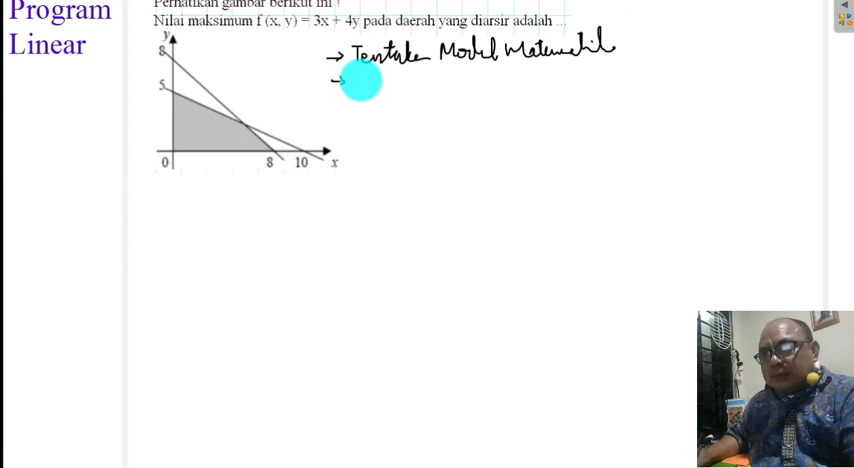 Program
Linear
Perhatikan gambar berikut ini !
Nilai maksimum f (x, y) = 3x + 4y pada daerah yang diarsir adalah ...
→ Tentukan Model Matematik
→
y
8
5
0
8
10
x